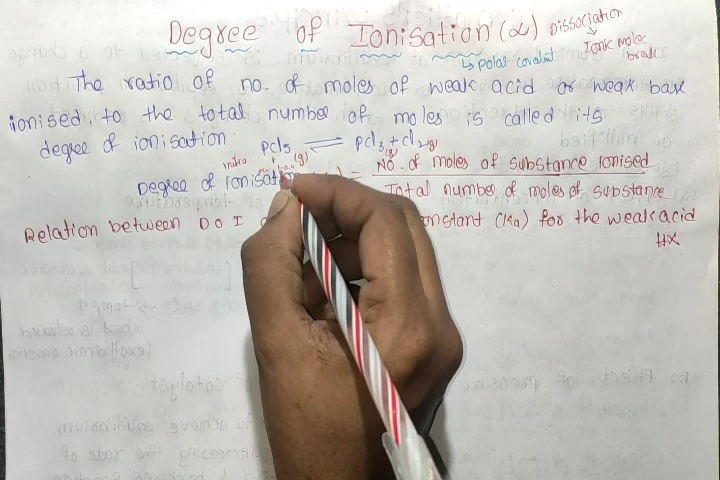 Degree of Ionisation (α) Dissociation
↓
Ionic molec
break
↳ polar covalent
The ratio of no. of moles of weak acid or weak base
ionised to the total number of moles is called its
degree of ionisation
PCl5 ⇌ PCl3 + Cl2(g)
(g) (g)
Degree of ionisation = No. of moles of substance ionised
Total number of moles of substance
Relation between D O I onstant (Ka) for the weak acid
HX